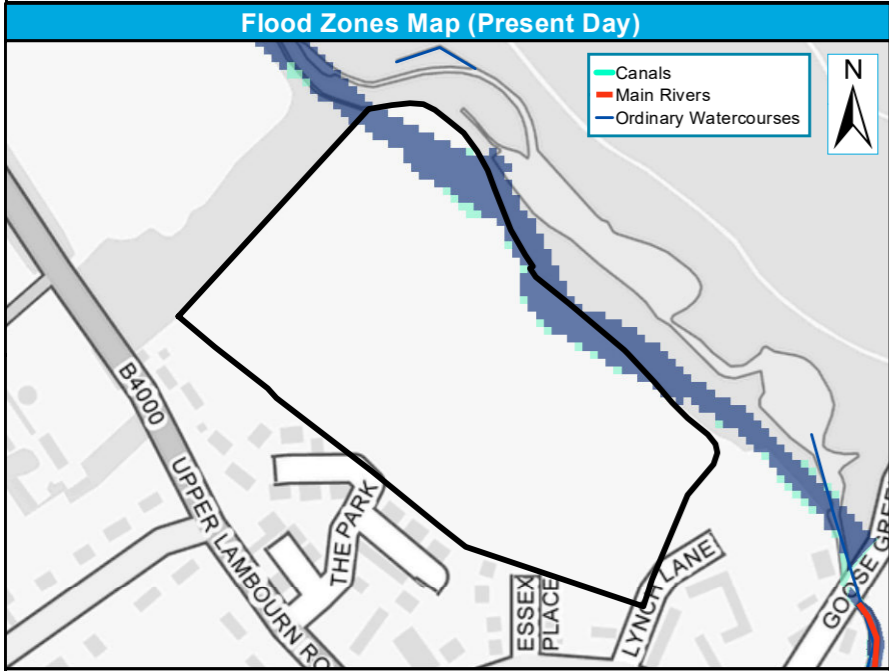 Flood Zones Map (Present Day)
Canals
Main Rivers
Ordinary Watercourses
N
B4000
UPPER LAMBOURN RO
THE PARK
ESSEX
PLACE
LYNCH LANE
GOOSE GREE